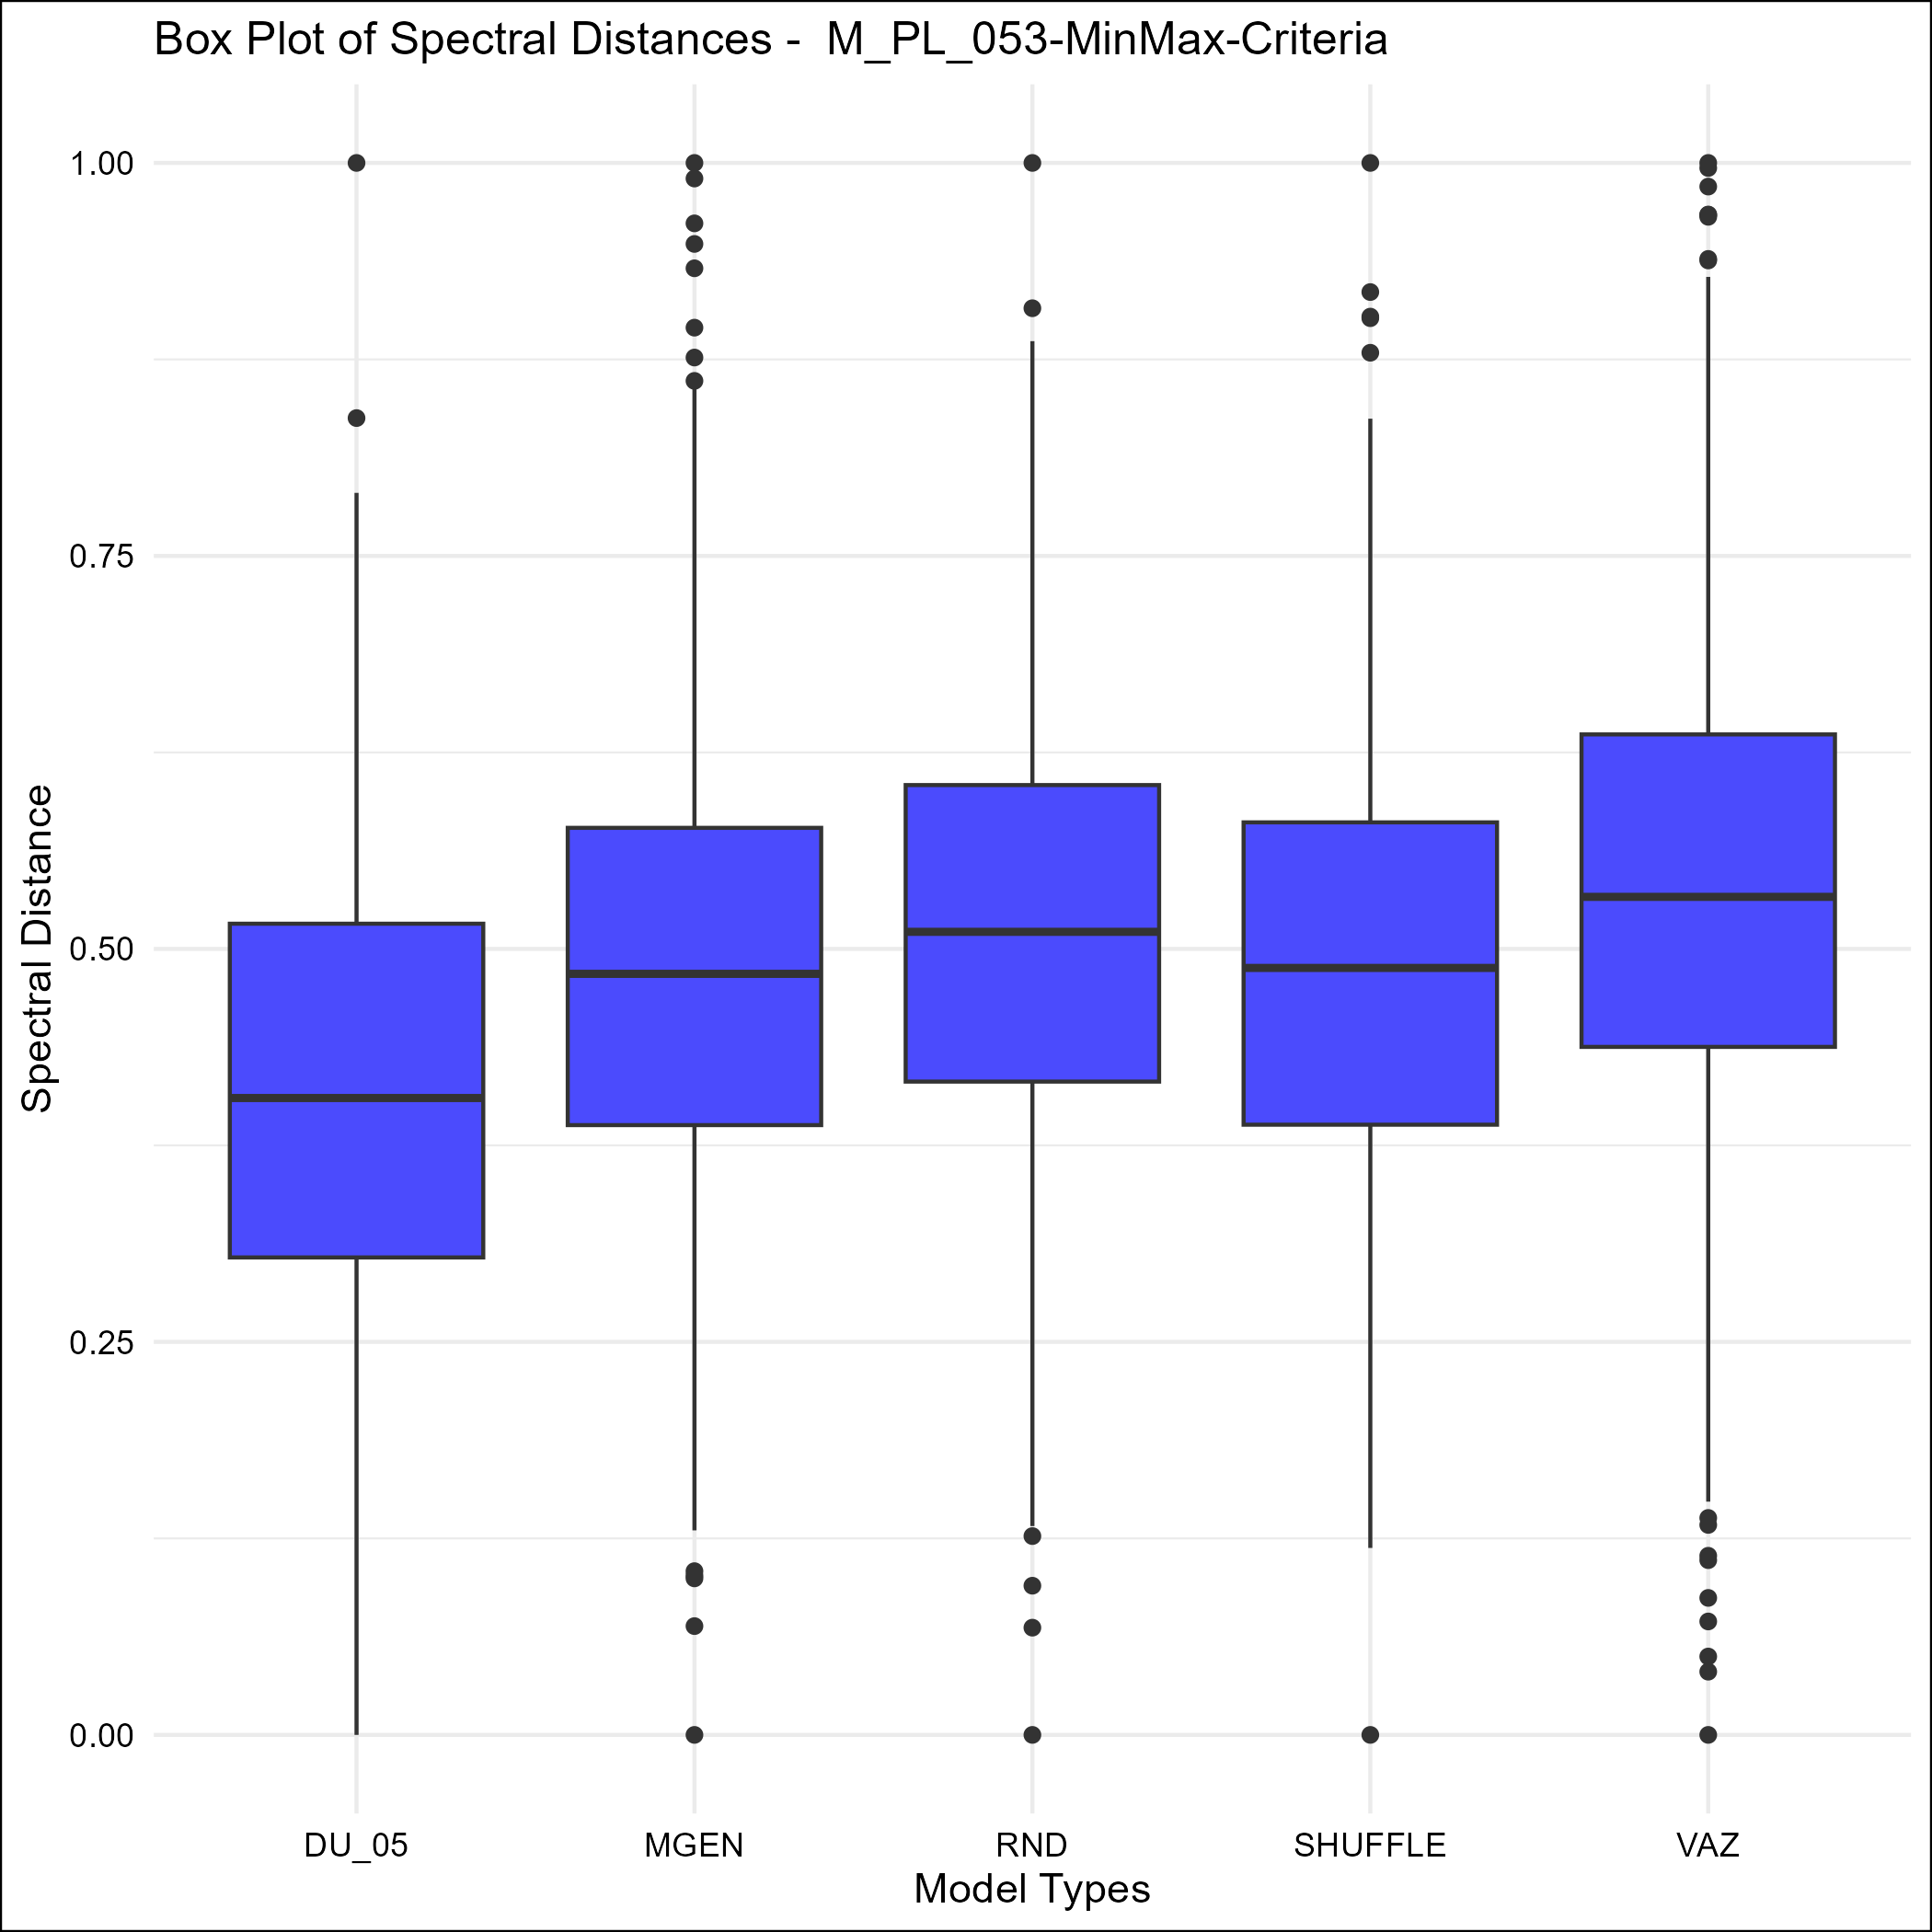 Box Plot of Spectral Distances -  M_PL_053-MinMax-Criteria
1.00
0.75
0.50
0.25
0.00
Spectral Distance
DU_05 MGEN RND SHUFFLE VAZ
Model Types